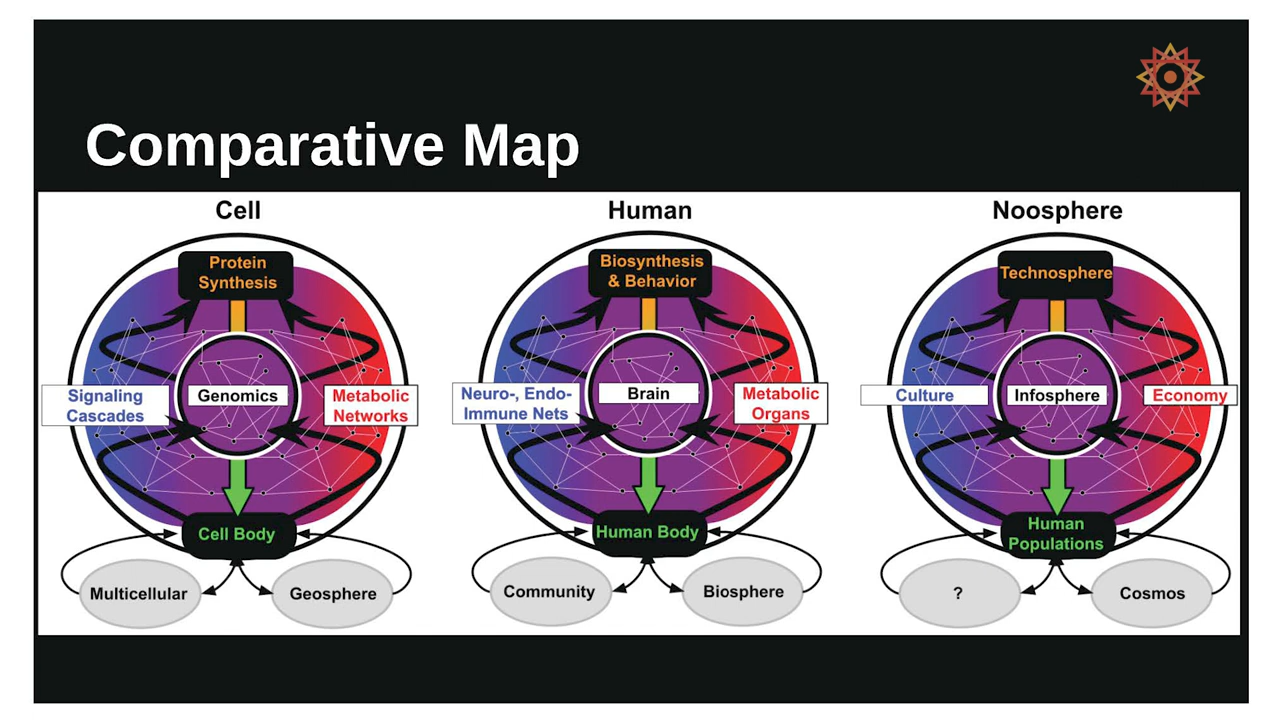 Comparative Map
Cell
Protein
Synthesis
Signaling
Cascades
Genomics
Metabolic
Networks
Cell Body
Multicellular
Geosphere
Human
Biosynthesis
& Behavior
Neuro-, Endo-
Immune Nets
Brain
Metabolic
Organs
Human Body
Community
Biosphere
Noosphere
Technosphere
Culture
Infosphere
Economy
Human
Populations
?
Cosmos